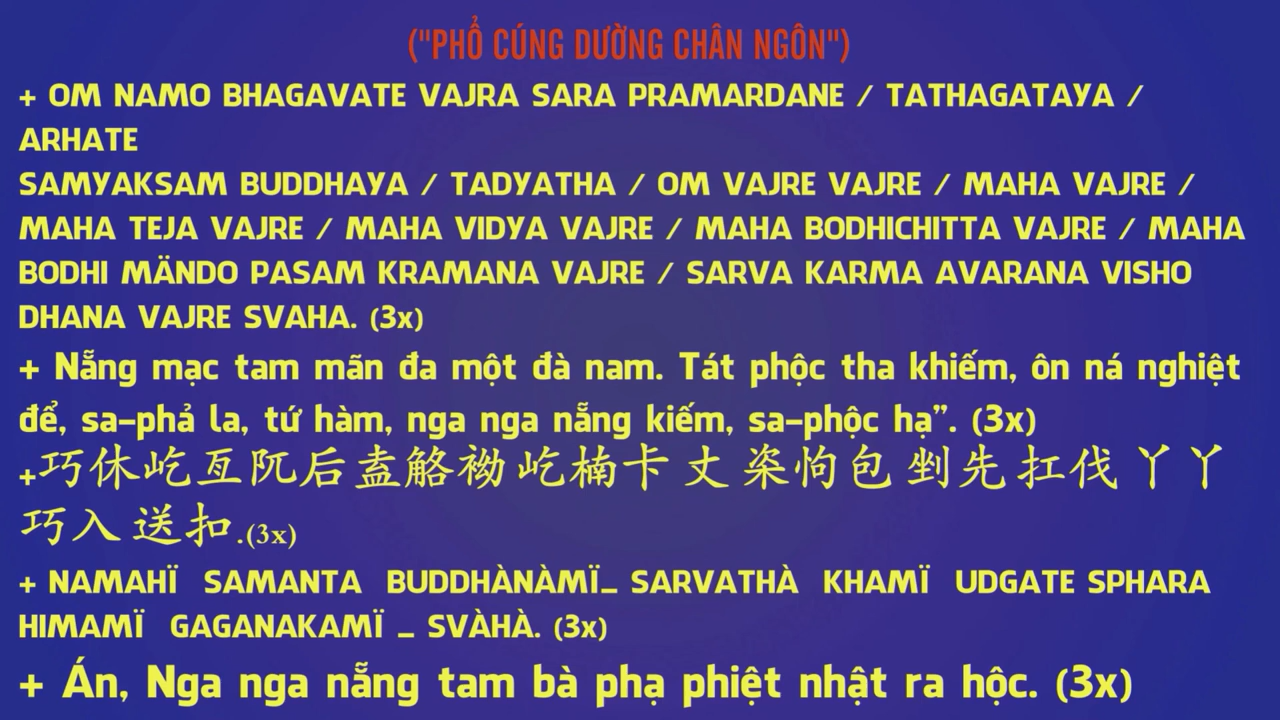 ("PHỔ CÚNG DƯỜNG CHÂN NGÔN")
+ OM NAMO BHAGAVATE VAJRA SARA PRAMARDANE / TATHAGATAYA /
ARHATE
SAMYAKSAM BUDDHAYA / TADYATHA / OM VAJRE VAJRE / MAHA VAJRE /
MAHA TEJA VAJRE / MAHA VIDYA VAJRE / MAHA BODHICHITTA VAJRE / MAHA
BODHI MÄNDO PASAM KRAMANA VAJRE / SARVA KARMA AVARANA VISHO
DHANA VAJRE SVAHA. (3x)
+ Nẵng mạc tam mãn đa một đà nam. Tát phộc tha khiếm, ôn ná nghiệt
để, sa-phả la, tứ hàm, nga nga nẵng kiếm, sa-phộc hạ”. (3x)
+巧休屹亙阢后盍觡袎 屹楠卡 丈 桼怐包 剉先 扛伐 丫丫
巧入 送扣.(3x)
+ NAMAHÏ SAMANTA BUDDHÀNÀMÏ_ SARVATHÀ KHAMÏ UDGATE SPHARA
HIMAMÏ GAGANAKAMÏ _ SVÀHÀ. (3x)
+ Án, Nga nga nẵng tam bà phạ phiệt nhật ra hộc. (3x)